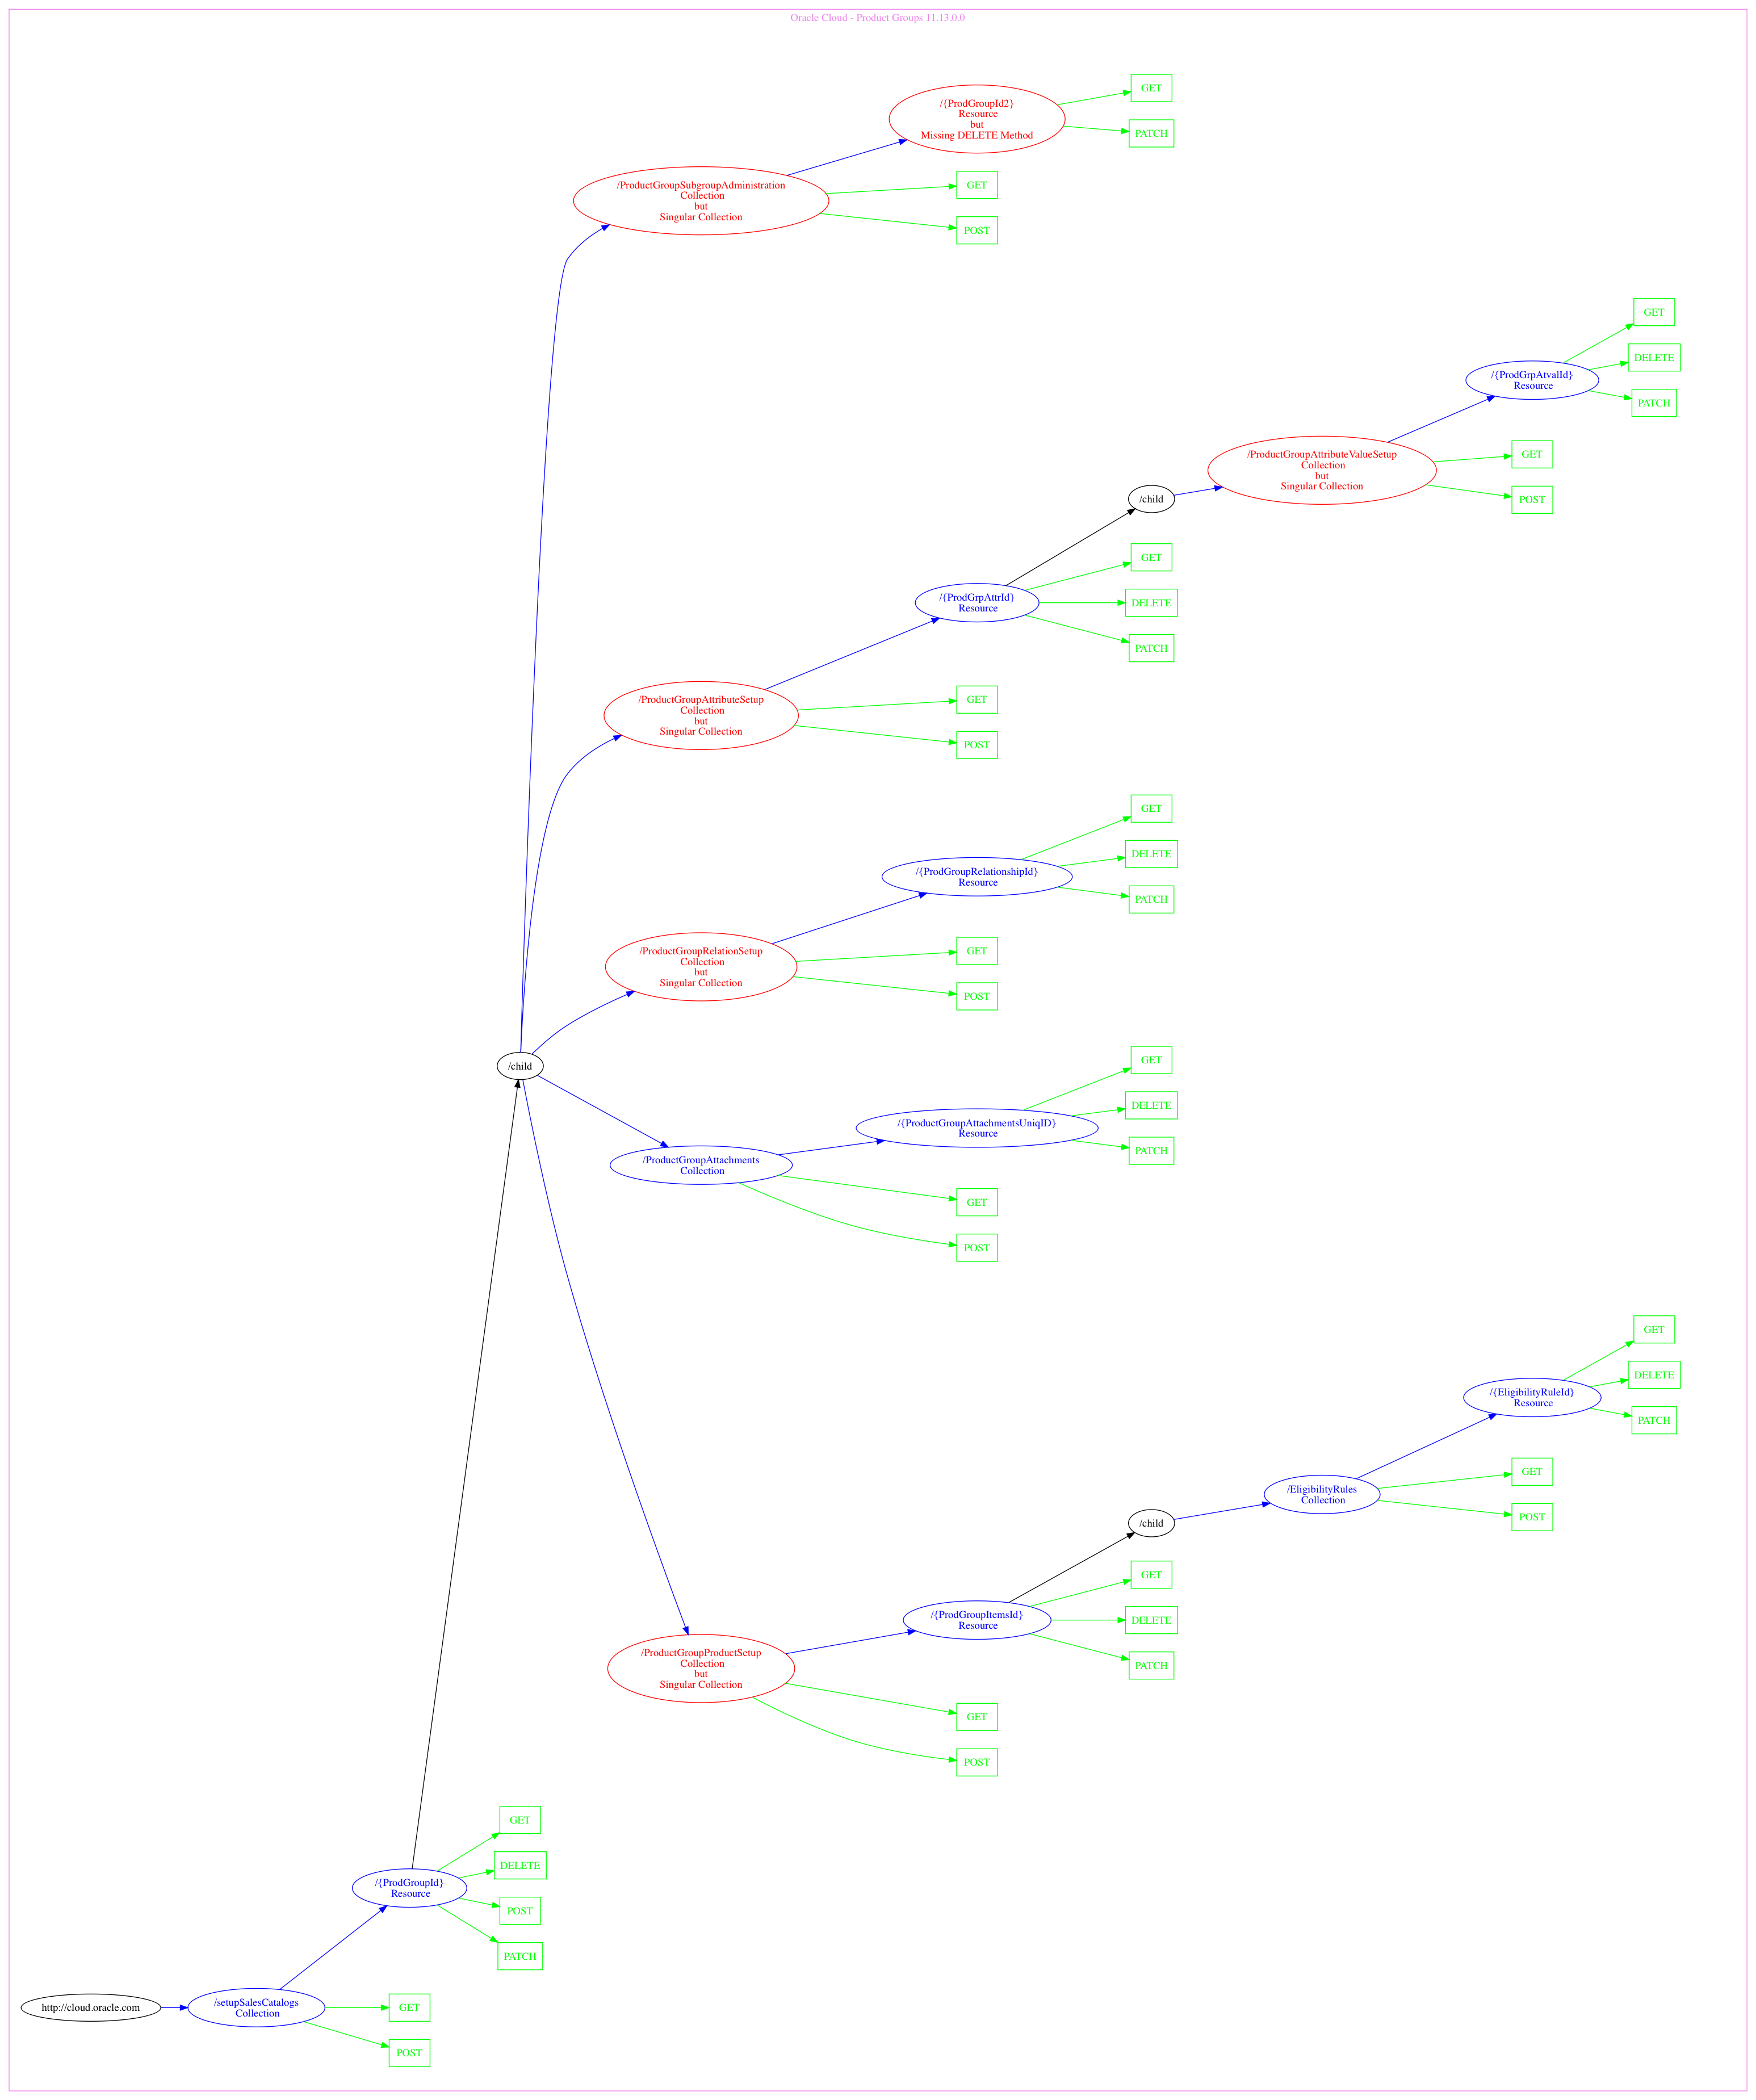 Oracle Cloud - Product Groups 11.13.0.0
/{ProdGroupId2}
Resource
but
Missing DELETE Method
GET
PATCH
/ProductGroupSubgroupAdministration
Collection
but
Singular Collection
GET
POST
/{ProdGrpAtvalId}
Resource
GET
DELETE
PATCH
/ProductGroupAttributeValueSetup
Collection
but
Singular Collection
GET
POST
/child
/{ProdGrpAttrId}
Resource
GET
DELETE
PATCH
/ProductGroupAttributeSetup
Collection
but
Singular Collection
GET
POST
/{ProdGroupRelationshipId}
Resource
GET
DELETE
PATCH
/ProductGroupRelationSetup
Collection
but
Singular Collection
GET
POST
/child
/{ProductGroupAttachmentsUniqID}
Resource
GET
DELETE
PATCH
/ProductGroupAttachments
Collection
GET
POST
/{EligibilityRuleId}
Resource
GET
DELETE
PATCH
/EligibilityRules
Collection
GET
POST
/child
/{ProdGroupItemsId}
Resource
GET
DELETE
PATCH
/ProductGroupProductSetup
Collection
but
Singular Collection
GET
POST
/{ProdGroupId}
Resource
GET
DELETE
POST
PATCH
http://cloud.oracle.com
/setupSalesCatalogs
Collection
GET
POST